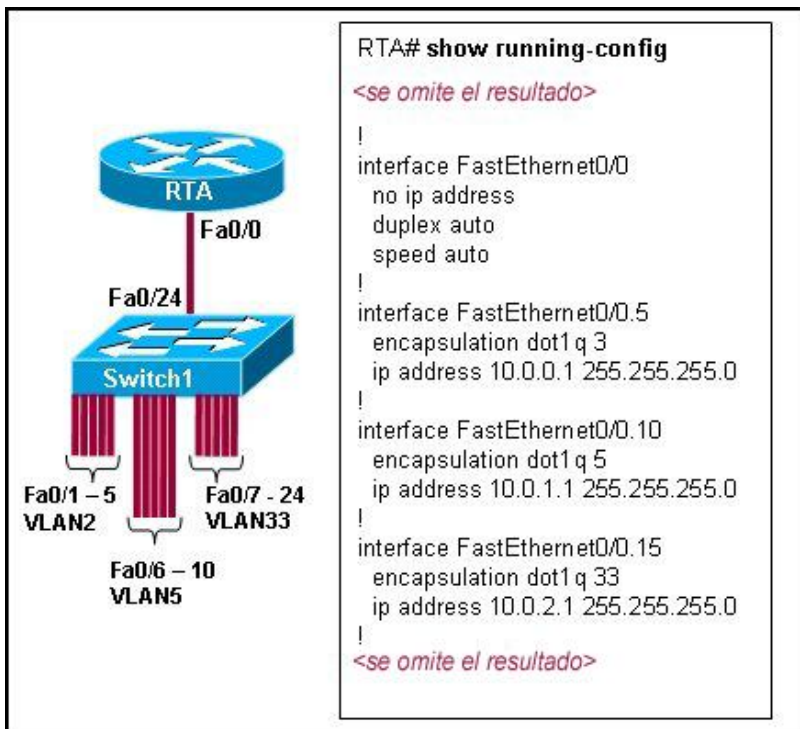 RTA
Fa0/0
Fa0/24
Switch1
Fa0/1 – 5
VLAN2
Fa0/6 – 10
VLAN5
Fa0/7 - 24
VLAN33
RTA# show running-config
<se omite el resultado>
!
interface FastEthernet0/0
no ip address
duplex auto
speed auto
!
interface FastEthernet0/0.5
encapsulation dot1q 3
ip address 10.0.0.1 255.255.255.0
!
interface FastEthernet0/0.10
encapsulation dot1q 5
ip address 10.0.1.1 255.255.255.0
!
interface FastEthernet0/0.15
encapsulation dot1q 33
ip address 10.0.2.1 255.255.255.0
!
<se omite el resultado>